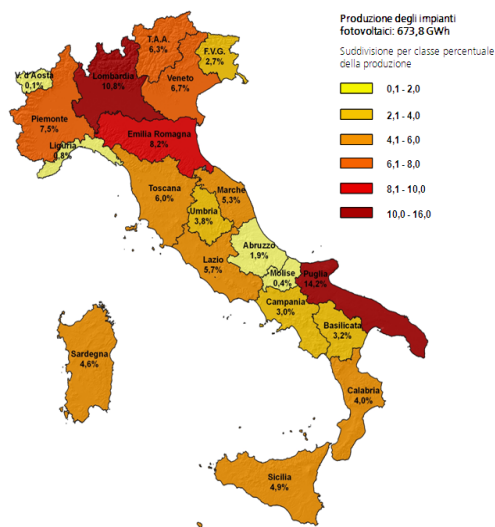 Produzione degli impianti
fotovoltaici: 673,8 GWh
Suddivisione per classe percentuale
della produzione
0,1 - 2,0
2,1 - 4,0
4,1 - 6,0
6,1 - 8,0
8,1 - 10,0
10,0 - 16,0
T.A.A.
6,3%
F.V.G.
2,7%
V. d'Aosta
0,1%
Lombardia
10,8%
Veneto
6,7%
Piemonte
7,5%
Emilia Romagna
8,2%
Liguria
0,8%
Toscana
6,0%
Marche
5,3%
Umbria
3,8%
Abruzzo
1,9%
Lazio
5,7%
Molise
0,4%
Puglia
14,2%
Campania
3,0%
Basilicata
3,2%
Sardegna
4,6%
Calabria
4,0%
Sicilia
4,9%